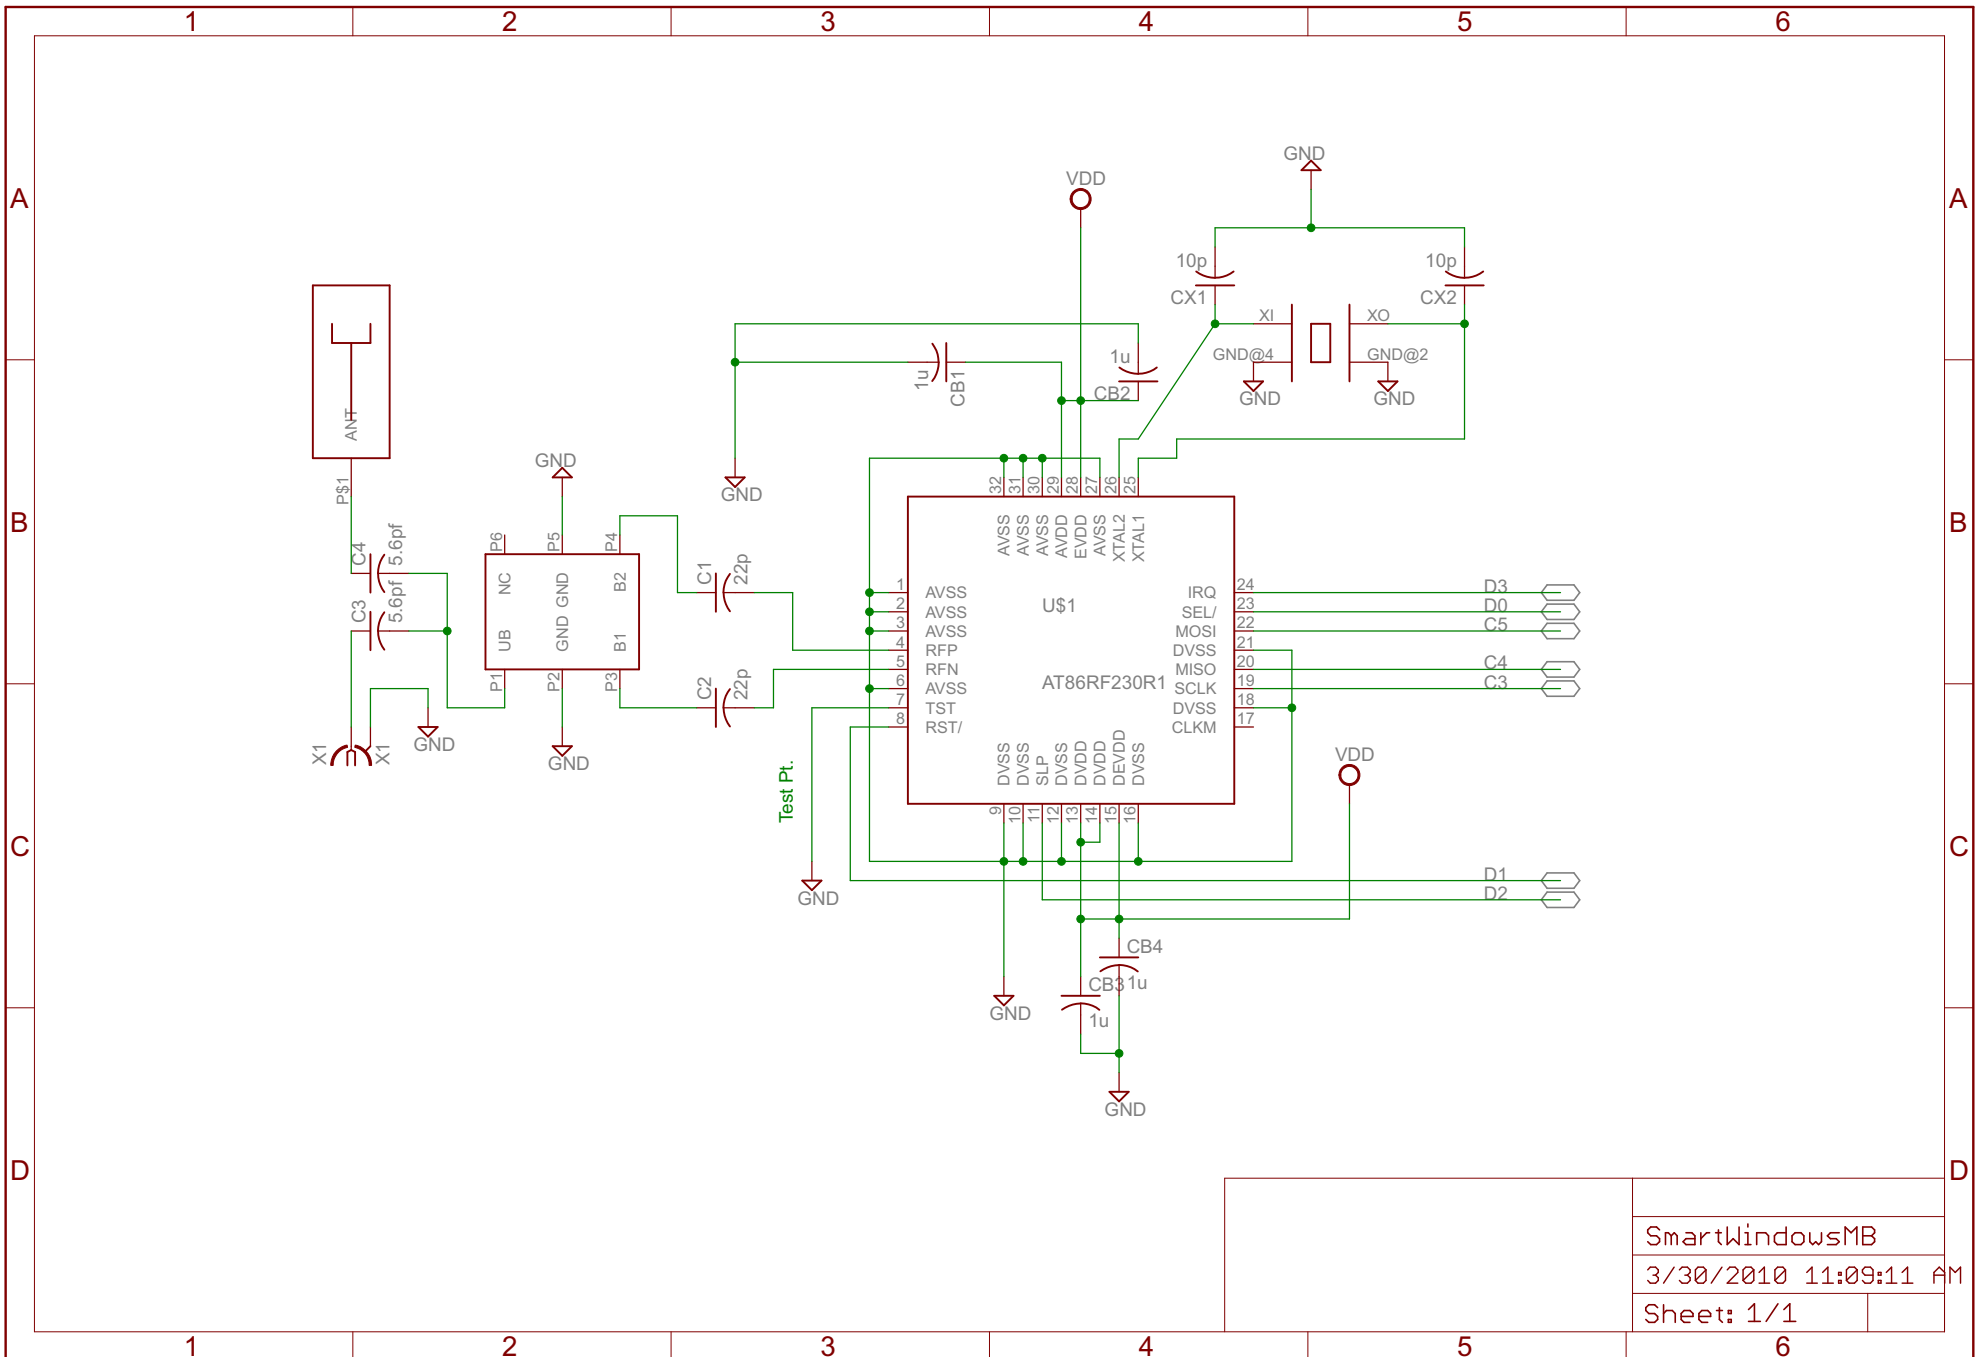 1 2 3 4 5 6
A A
GND
VDD
10p
CX1
10p
CX2
XI
XO
GND@4
GND@2
GND
GND
1u
CB1
1u
CB2
GND
ANT
P$1
C4
5.6pf
C3
5.6pf
X1
X1
GND
B B
GND
P6
P5
P4
NC
GND
B2
UB
GND
B1
P1
P2
P3
GND
C1
22p
C2
22p
32 31 30 29 28 27 26 25
AVSS AVSS AVSS AVDD EVDD AVSS XTAL2 XTAL1
U$1
AT86RF230R1
1 AVSS
2 AVSS
3 AVSS
4 RFP
5 RFN
6 AVSS
7 TST
8 RST/
IRQ 24
SEL/ 23
MOSI 22
DVSS 21
MISO 20
SCLK 19
DVSS 18
CLKM 17
DVSS DVSS SLP DVSS DVDD DVDD DEVDD DVSS
9 10 11 12 13 14 15 16
D3
D0
C5
C4
C3
VDD
Test Pt.
GND
C C
D1
D2
CB4
1u
CB3
1u
GND
GND
D D
SmartWindowsMB
3/30/2010 11:09:11 AM
Sheet: 1/1
1 2 3 4 5 6